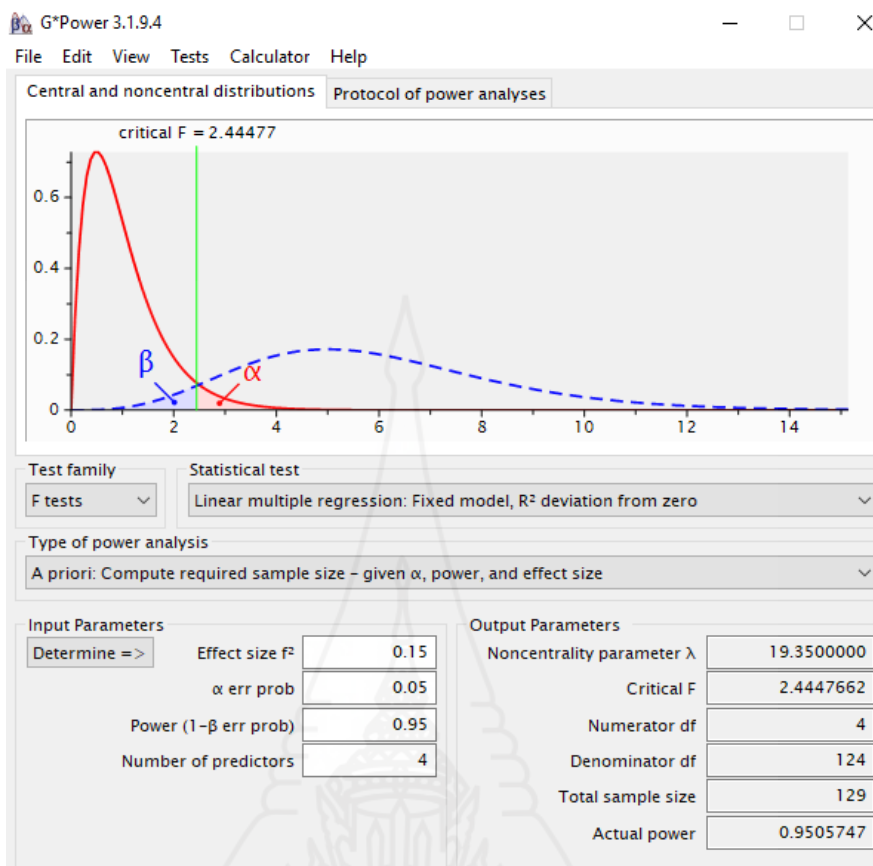 G*Power 3.1.9.4
File Edit View Tests Calculator Help
Central and noncentral distributions Protocol of power analyses
critical F = 2.44477
0.6
0.4
0.2
0
β
α
0 2 4 6 8 10 12 14
Test family Statistical test
F tests Linear multiple regression: Fixed model, R² deviation from zero
Type of power analysis
A priori: Compute required sample size – given α, power, and effect size
Input Parameters
Determine =>
Effect size f² 0.15
α err prob 0.05
Power (1-β err prob) 0.95
Number of predictors 4
Output Parameters
Noncentrality parameter λ 19.3500000
Critical F 2.4447662
Numerator df 4
Denominator df 124
Total sample size 129
Actual power 0.9505747